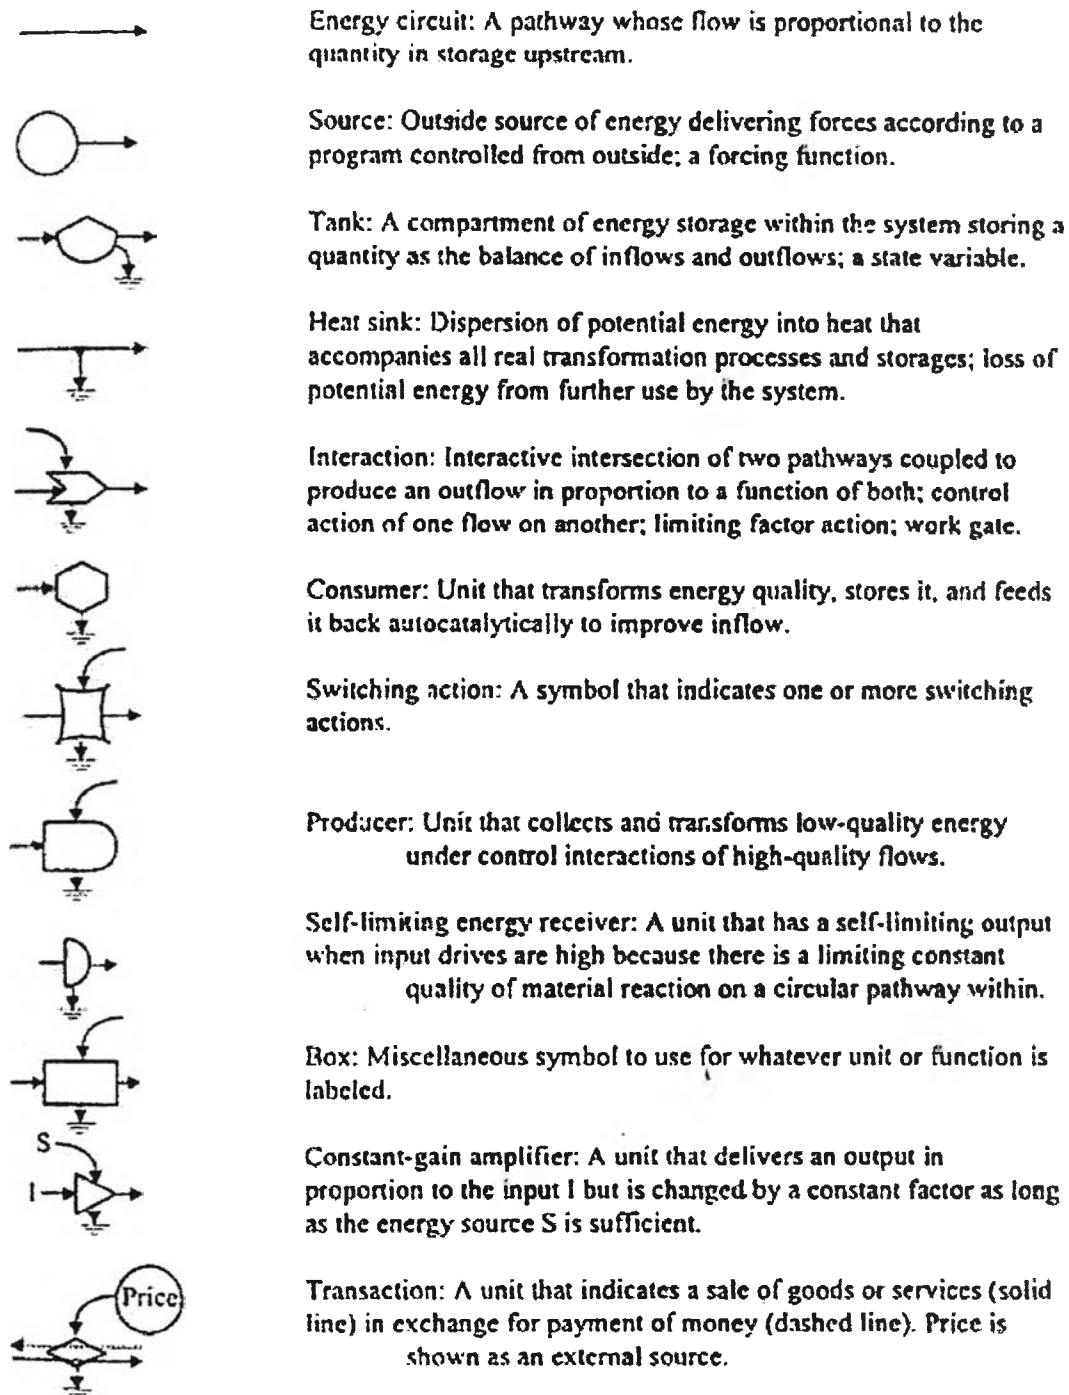 Energy circuit: A pathway whose flow is proportional to the
quantity in storage upstream.
Source: Outside source of energy delivering forces according to a
program controlled from outside; a forcing function.
Tank: A compartment of energy storage within the system storing a
quantity as the balance of inflows and outflows; a state variable.
Heat sink: Dispersion of potential energy into heat that
accompanies all real transformation processes and storages; loss of
potential energy from further use by the system.
Interaction: Interactive intersection of two pathways coupled to
produce an outflow in proportion to a function of both; control
action of one flow on another; limiting factor action; work gate.
Consumer: Unit that transforms energy quality, stores it, and feeds
it back autocatalytically to improve inflow.
Switching action: A symbol that indicates one or more switching
actions.
Producer: Unit that collects and transforms low-quality energy
under control interactions of high-quality flows.
Self-limiting energy receiver: A unit that has a self-limiting output
when input drives are high because there is a limiting constant
quality of material reaction on a circular pathway within.
Box: Miscellaneous symbol to use for whatever unit or function is
labeled.
S
I
Constant-gain amplifier: A unit that delivers an output in
proportion to the input I but is changed by a constant factor as long
as the energy source S is sufficient.
Price
Transaction: A unit that indicates a sale of goods or services (solid
line) in exchange for payment of money (dashed line). Price is
shown as an external source.